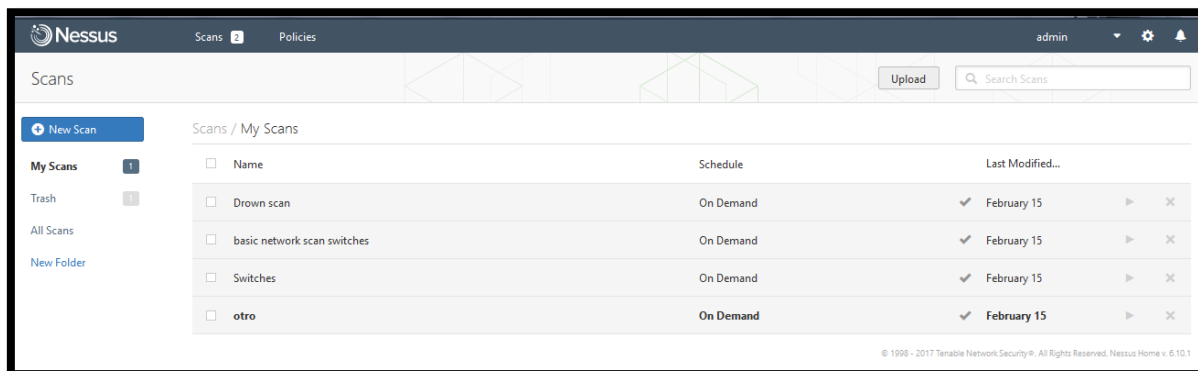 Nessus Scans 2 Policies admin
Scans Upload Search Scans
New Scan Scans / My Scans
My Scans 1 Name Schedule Last Modified...
Trash 1 Drown scan On Demand February 15
All Scans basic network scan switches On Demand February 15
New Folder Switches On Demand February 15
otro On Demand February 15
© 1998 - 2017 Tenable Network Security®. All Rights Reserved. Nessus Home v. 6.10.1